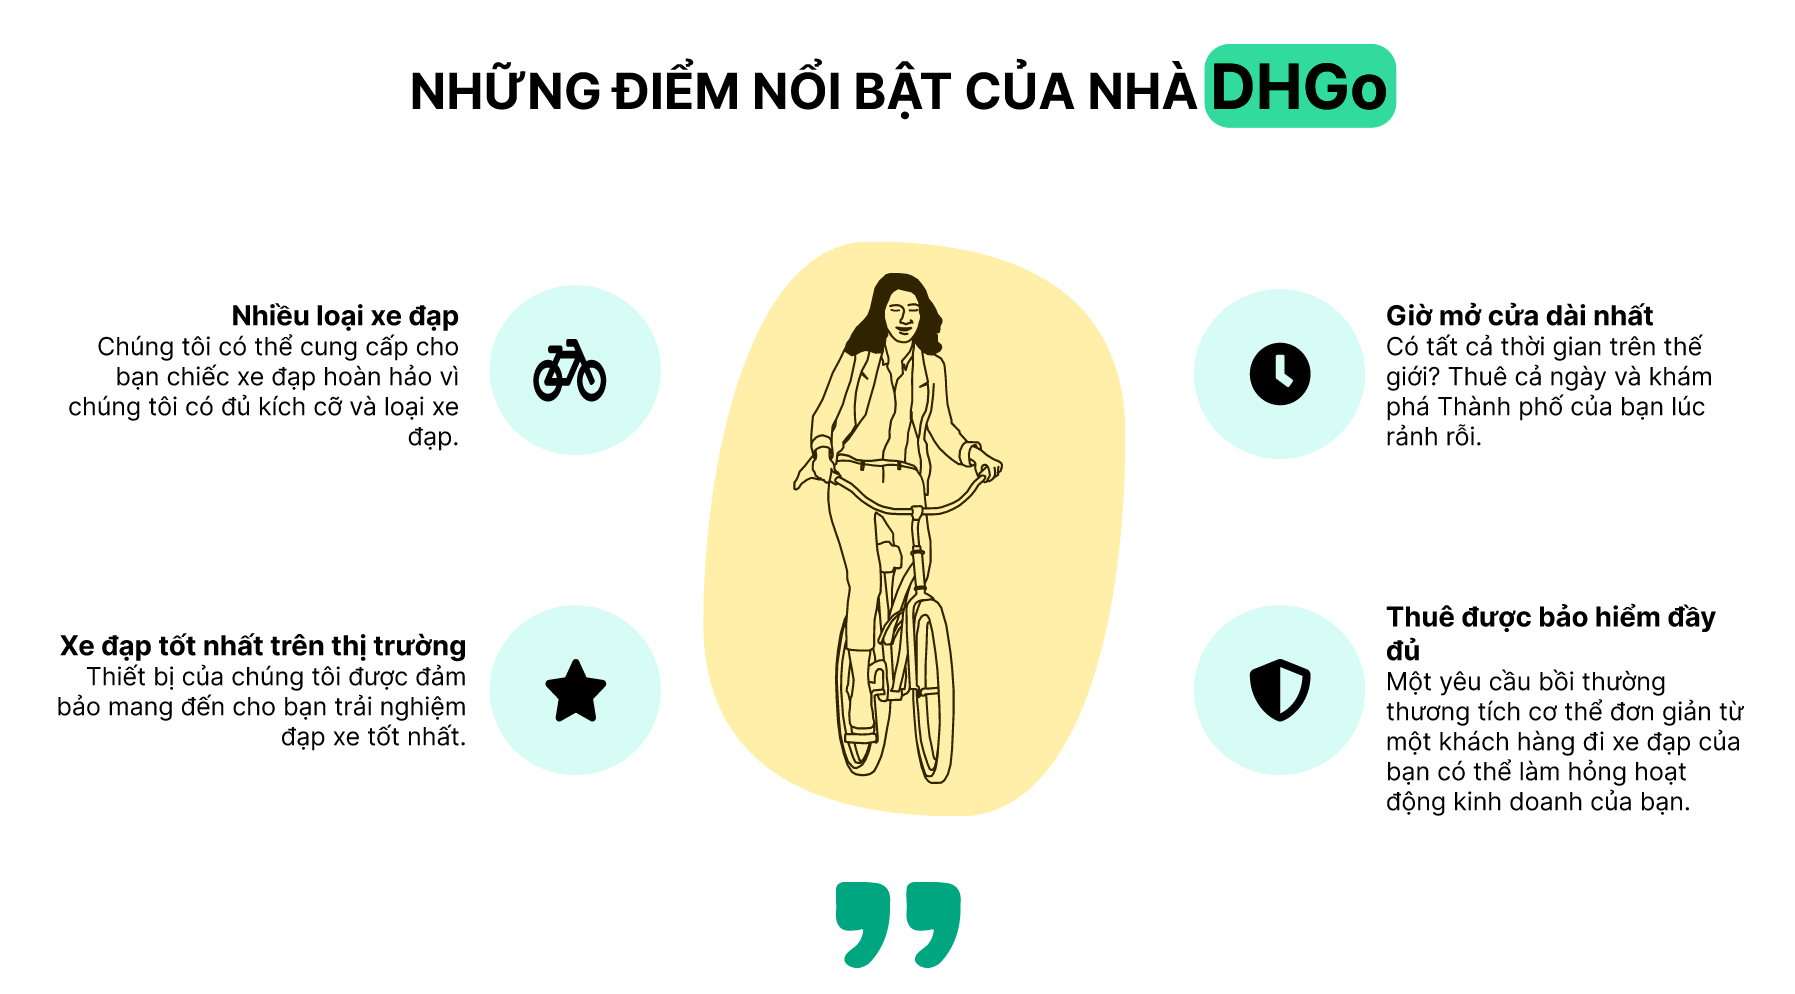 NHỮNG ĐIỂM NỔI BẬT CỦA NHÀ DHGo
Nhiều loại xe đạp
Chúng tôi có thể cung cấp cho
bạn chiếc xe đạp hoàn hảo vì
chúng tôi có đủ kích cỡ và loại xe
đạp.
Giờ mở cửa dài nhất
Có tất cả thời gian trên thế
giới? Thuê cả ngày và khám
phá Thành phố của bạn lúc
rảnh rỗi.
Xe đạp tốt nhất trên thị trường
Thiết bị của chúng tôi được đảm
bảo mang đến cho bạn trải nghiệm
đạp xe tốt nhất.
Thuê được bảo hiểm đầy
đủ
Một yêu cầu bồi thường
thương tích cơ thể đơn giản từ
một khách hàng đi xe đạp của
bạn có thể làm hỏng hoạt
động kinh doanh của bạn.